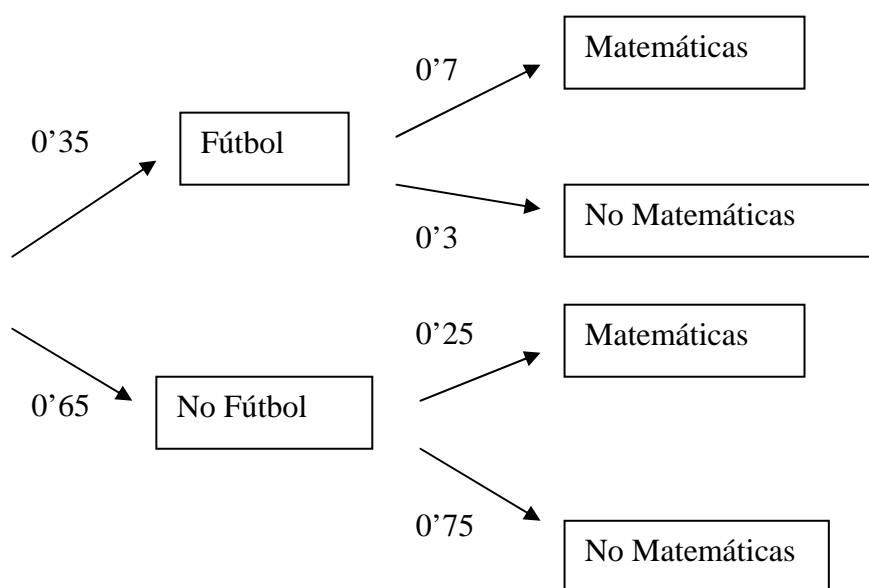 Matemáticas
0’7
0’35
Fútbol
No Matemáticas
0’3
0’25
Matemáticas
0’65
No Fútbol
0’75
No Matemáticas